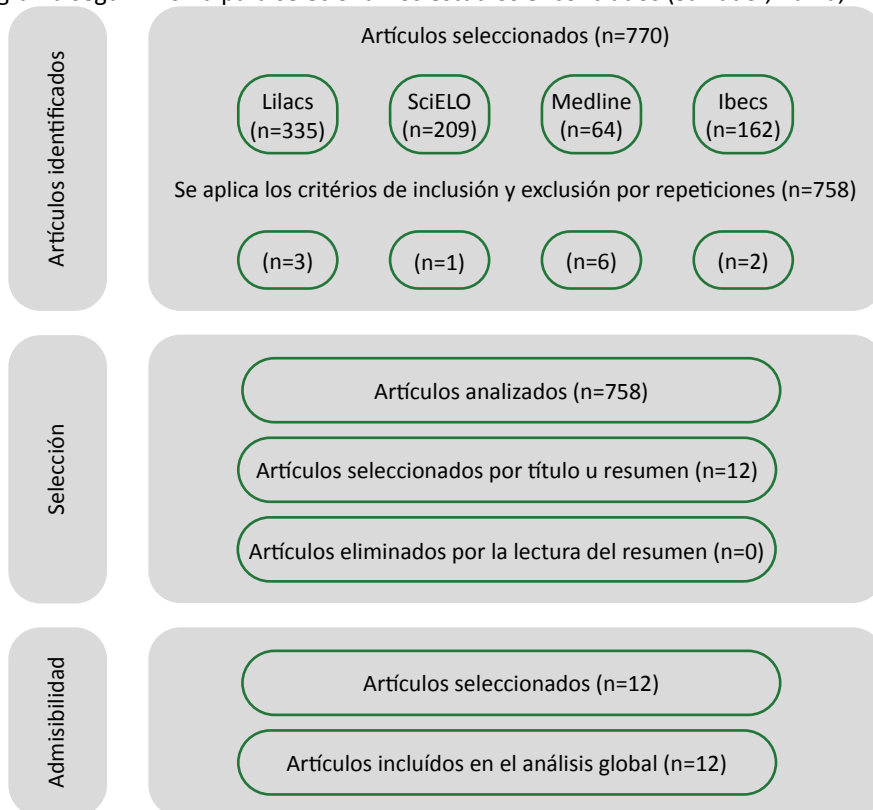 Artículos identificados
Artículos seleccionados (n=770)
Lilacs
(n=335)
SciELO
(n=209)
Medline
(n=64)
Ibecs
(n=162)
Se aplica los critérios de inclusión y exclusión por repeticiones (n=758)
(n=3)
(n=1)
(n=6)
(n=2)
Selección
Artículos analizados (n=758)
Artículos seleccionados por título u resumen (n=12)
Artículos eliminados por la lectura del resumen (n=0)
Admisibilidad
Artículos seleccionados (n=12)
Artículos incluídos en el análisis global (n=12)